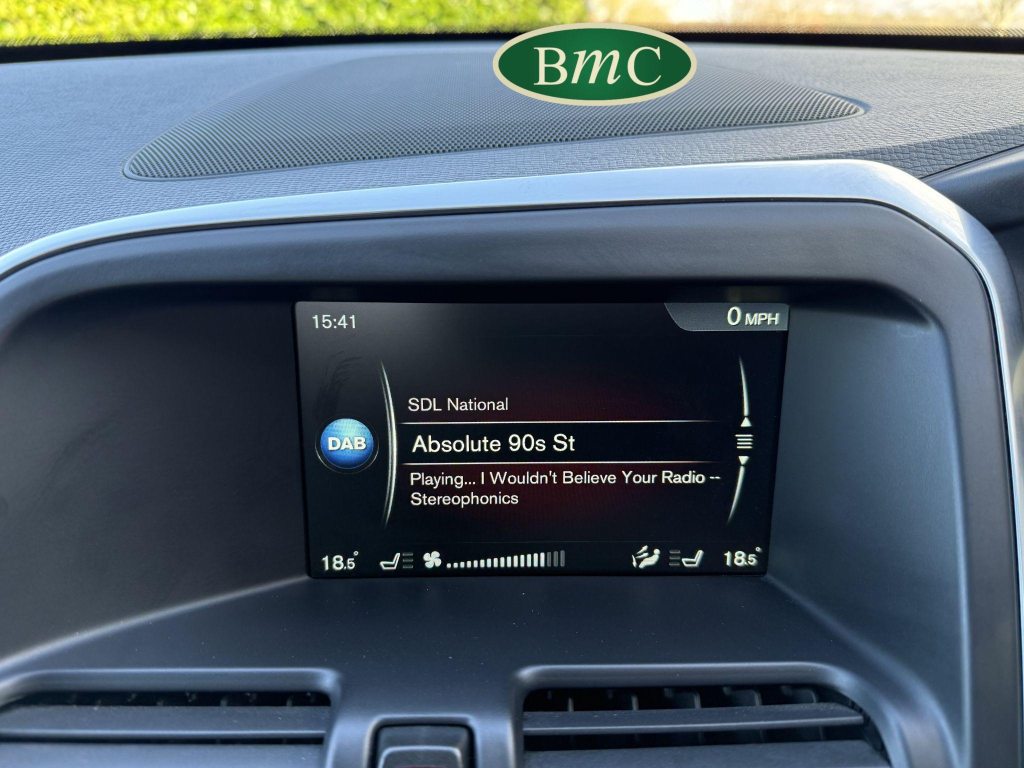 BmC
15:41
0 MPH
SDL National
DAB
Absolute 90s St
Playing... I Wouldn't Believe Your Radio --
Stereophonics
18.5° 18.5°